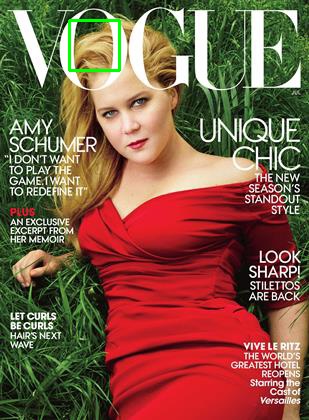 VOGUE
JUL
AMY
SCHUMER
"I DON'T WANT
TO PLAY THE
GAME. I WANT
TO REDEFINE IT"
PLUS
AN EXCLUSIVE
EXCERPT FROM
HER MEMOIR
LET CURLS
BE CURLS
HAIR'S NEXT
WAVE
UNIQUE
CHIC
THE NEW
SEASON'S
STANDOUT
STYLE
LOOK
SHARP!
STILETTOS
ARE BACK
VIVE LE RITZ
THE WORLD'S
GREATEST HOTEL
REOPENS
Starring the
Cast of
Versailles